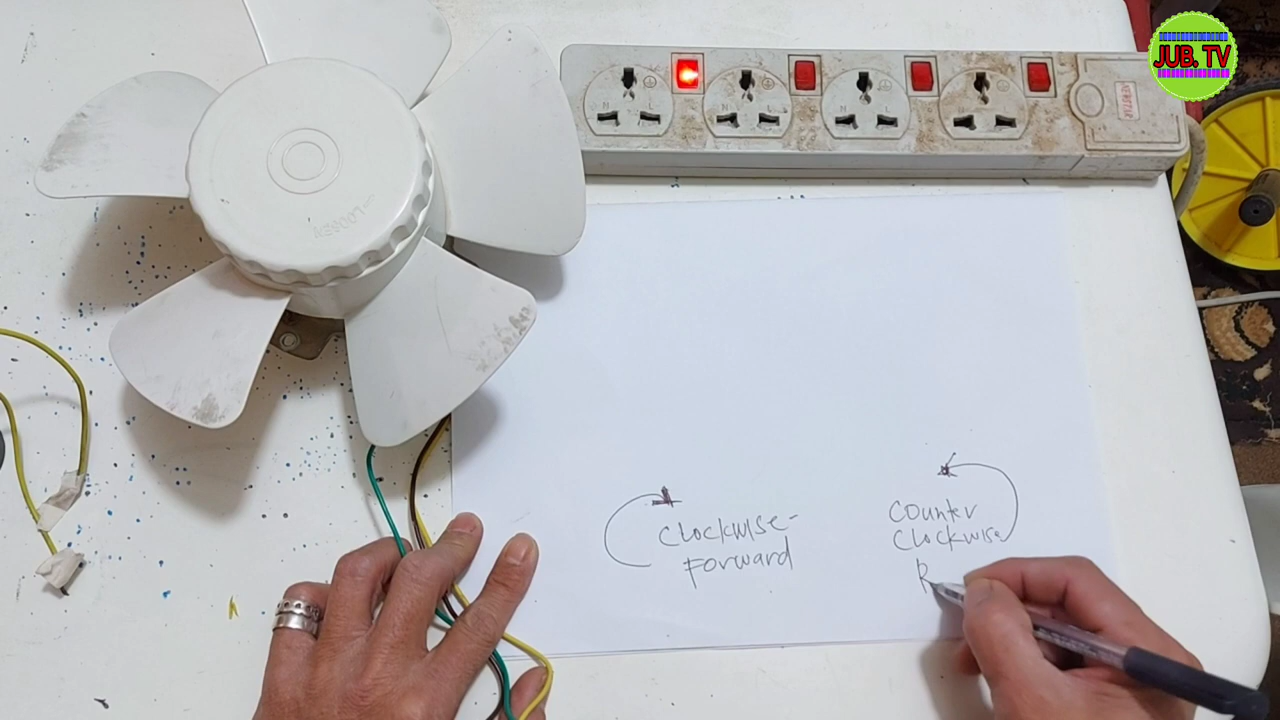 JUB.TV
N L
N L
N L
N L
Clockwise-
Forward
Counter
Clockwise
R